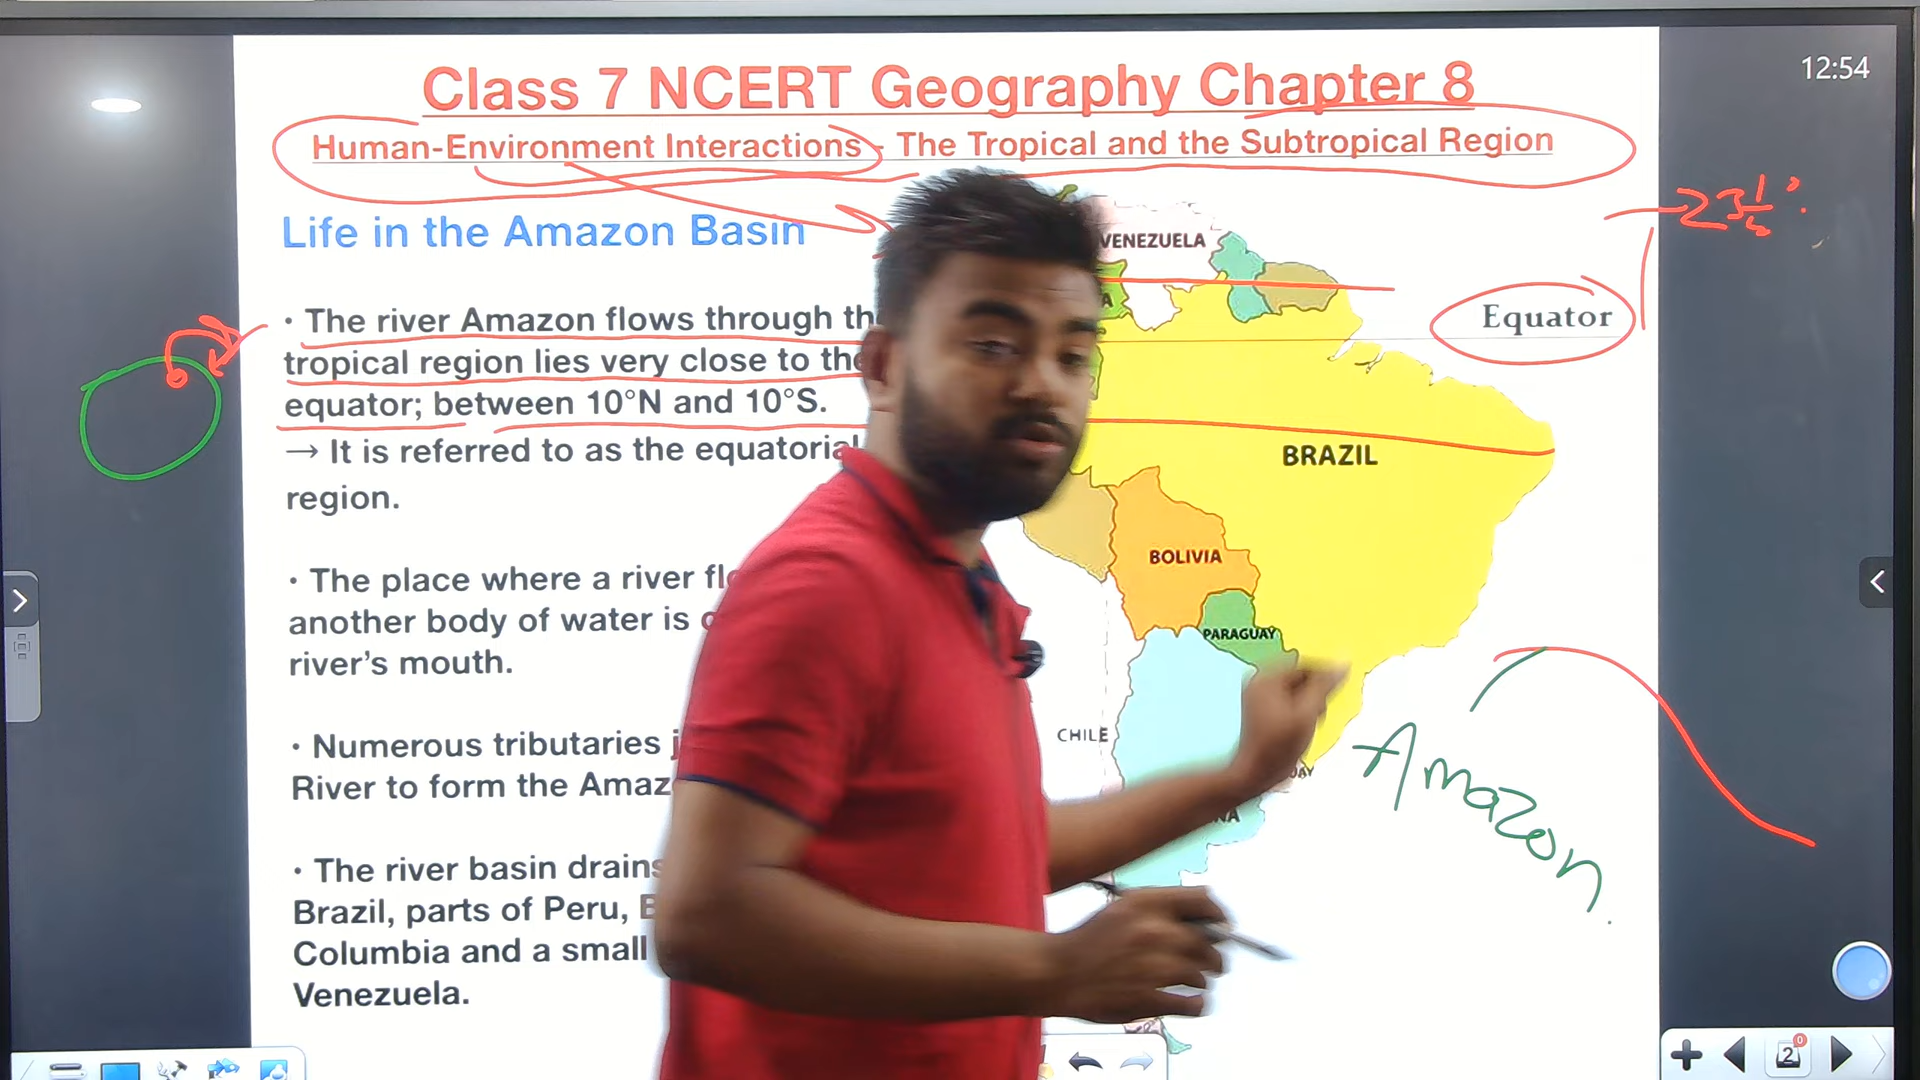 12:54
Class 7 NCERT Geography Chapter 8
Human-Environment Interactions - The Tropical and the Subtropical Region
23½°
Life in the Amazon Basin
VENEZUELA
Equator
• The river Amazon flows through
tropical region lies very close to the
equator; between 10°N and 10°S.
→ It is referred to as the equatorial
region.
BRAZIL
BOLIVIA
• The place where a river
another body of water is
river's mouth.
PARAGUAY
CHILE
Amazon
• Numerous tributaries
River to form the
• The river basin drains
Brazil, parts of Peru,
Columbia and a small
Venezuela.
2
0